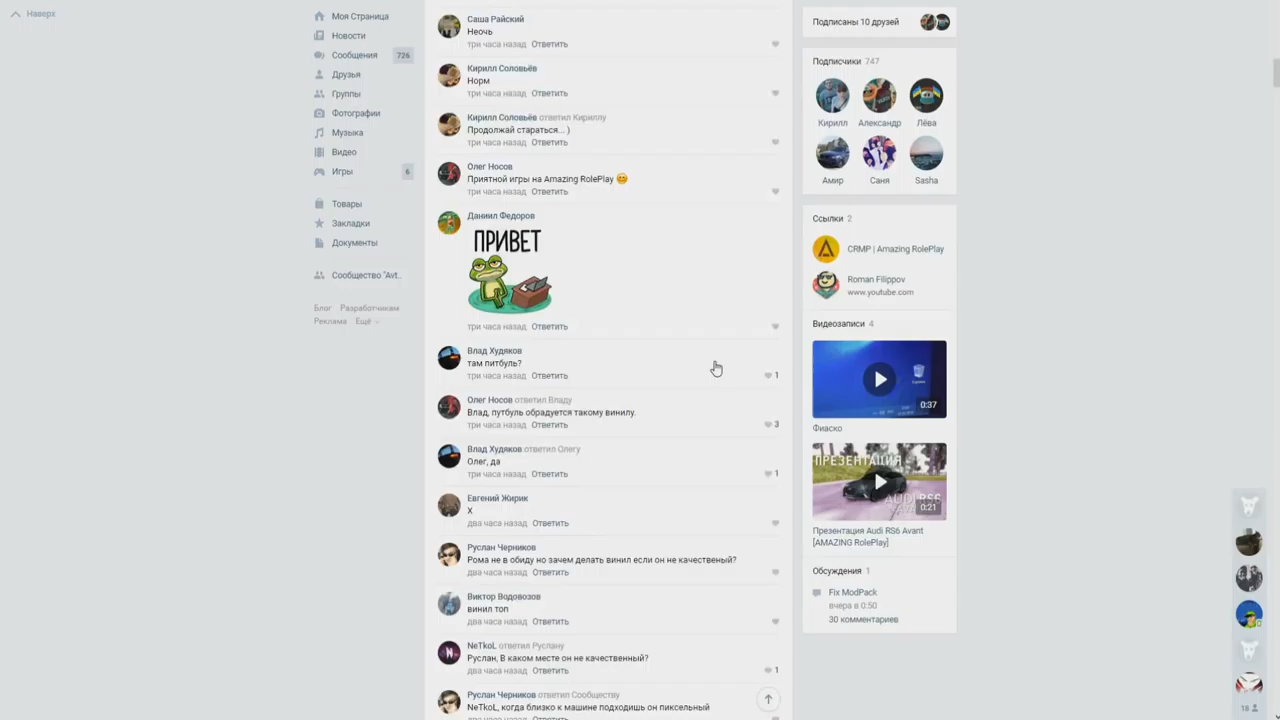 Наверх
Моя Страница
Новости
Сообщения 726
Друзья
Группы
Фотографии
Музыка
Видео
Игры 6
Товары
Закладки
Документы
Сообщество "Avt..
Блог Разработчикам
Реклама Ещё
Саша Райский
Неочь
три часа назад Ответить
Кирилл Соловьёв
Норм
три часа назад Ответить
Кирилл Соловьёв ответил Кириллу
Продолжай стараться... )
три часа назад Ответить
Олег Носов
Приятной игры на Amazing RolePlay 😊
три часа назад Ответить
Даниил Федоров
ПРИВЕТ
три часа назад Ответить
Влад Худяков
там питбуль?
три часа назад Ответить 1
Олег Носов ответил Владу
Влад, путбуль обрадуется такому винилу.
три часа назад Ответить 3
Влад Худяков ответил Олегу
Олег, да
три часа назад Ответить 1
Евгений Жирик
Х
два часа назад Ответить
Руслан Черников
Рома не в обиду но зачем делать винил если он не качественый?
два часа назад Ответить
Виктор Водовозов
винил топ
два часа назад Ответить
NeTkoL ответил Руслану
Руслан, В каком месте он не качественный?
два часа назад Ответить 1
Руслан Черников ответил Сообществу
NeTkoL, когда близко к машине подходишь он пиксельный
два часа назад Ответить
Подписаны 10 друзей
Подписчики 747
Кирилл Александр Лёва
Амир Саня Sasha
Ссылки 2
CRMP | Amazing RolePlay
Roman Filippov
www.youtube.com
Видеозаписи 4
0:37
Фиаско
ПРЕЗЕНТАЦИЯ
AUDI RS6
0:21
Презентация Audi RS6 Avant
[AMAZING RolePlay]
Обсуждения 1
Fix ModPack
вчера в 0:50
30 комментариев
18